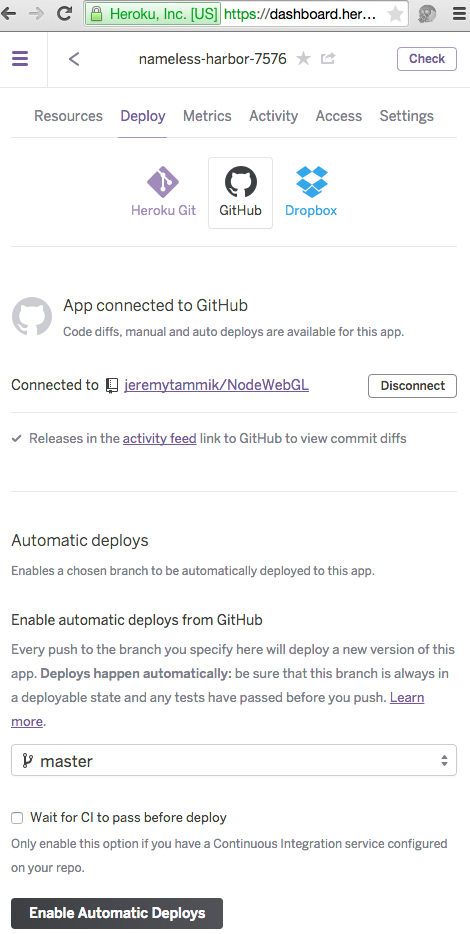 Heroku, Inc. [US] https://dashboard.her...
nameless-harbor-7576
Check
Resources Deploy Metrics Activity Access Settings
Heroku Git GitHub Dropbox
App connected to GitHub
Code diffs, manual and auto deploys are available for this app.
Connected to jeremytammik/NodeWebGL Disconnect
Releases in the activity feed link to GitHub to view commit diffs
Automatic deploys
Enables a chosen branch to be automatically deployed to this app.
Enable automatic deploys from GitHub
Every push to the branch you specify here will deploy a new version of this
app. Deploys happen automatically: be sure that this branch is always in
a deployable state and any tests have passed before you push. Learn
more.
master
Wait for CI to pass before deploy
Only enable this option if you have a Continuous Integration service configured
on your repo.
Enable Automatic Deploys